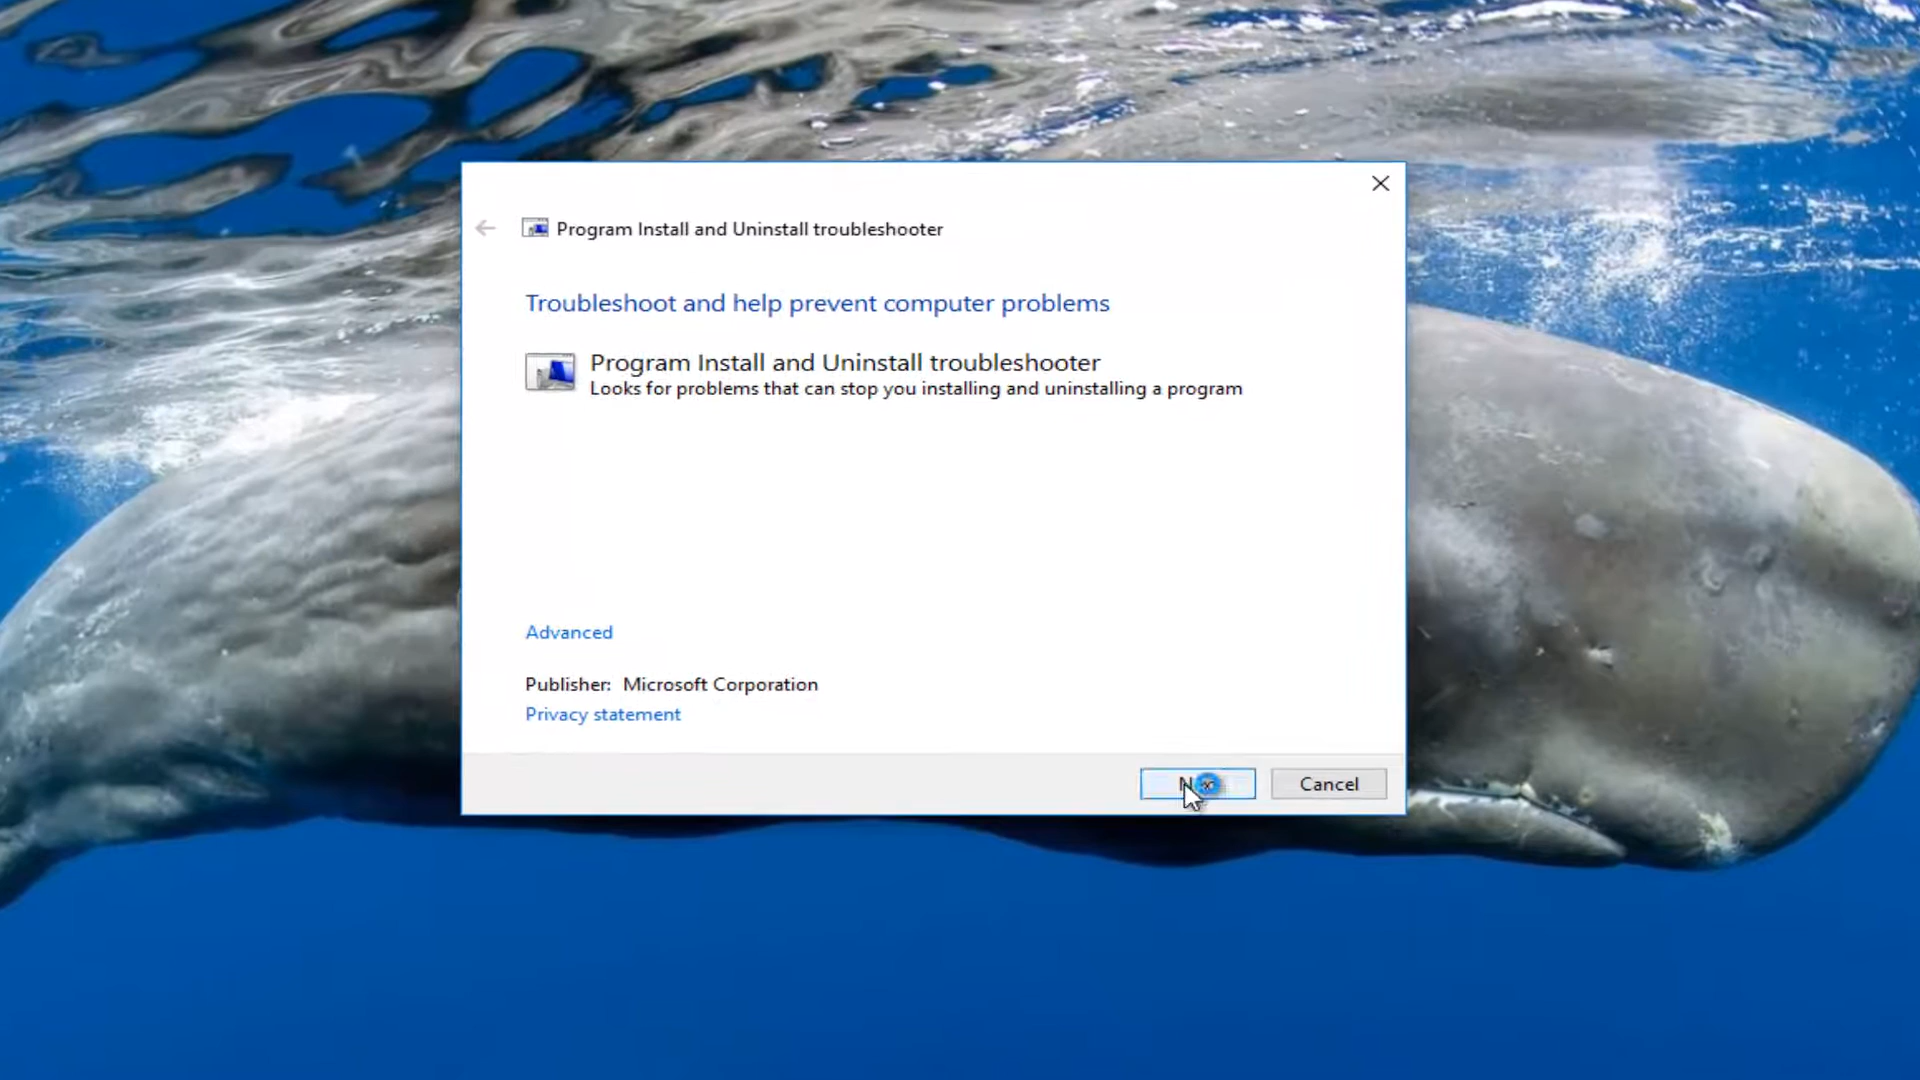 Program Install and Uninstall troubleshooter
Troubleshoot and help prevent computer problems
Program Install and Uninstall troubleshooter
Looks for problems that can stop you installing and uninstalling a program
Advanced
Publisher: Microsoft Corporation
Privacy statement
Cancel